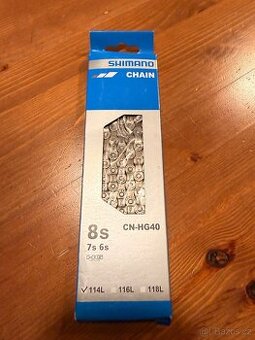 SHIMANO
CHAIN
8s
CN-HG40
7s 6s
114L 116L 118L